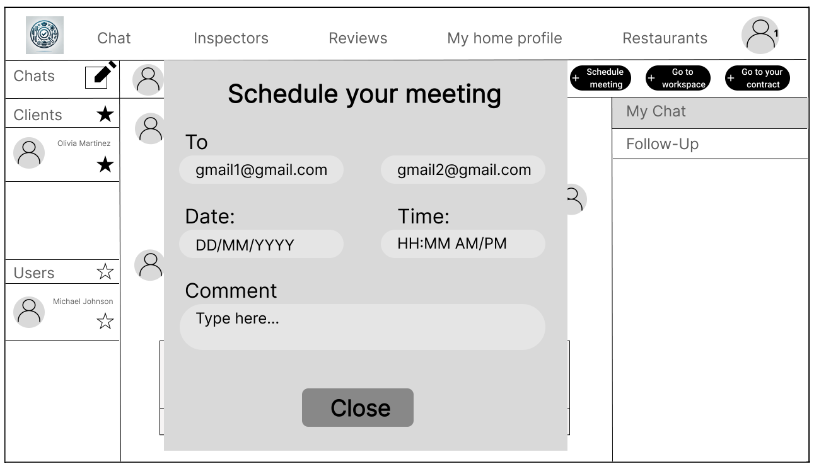 Chat Inspectors Reviews My home profile Restaurants 1
Chats
+ Schedule meeting
+ Go to workspace
+ Go to your contract
Clients
Olivia Martinez
Users
Michael Johnson
Schedule your meeting
To
gmail1@gmail.com gmail2@gmail.com
Date: Time:
DD/MM/YYYY HH:MM AM/PM
Comment
Type here...
Close
My Chat
Follow-Up